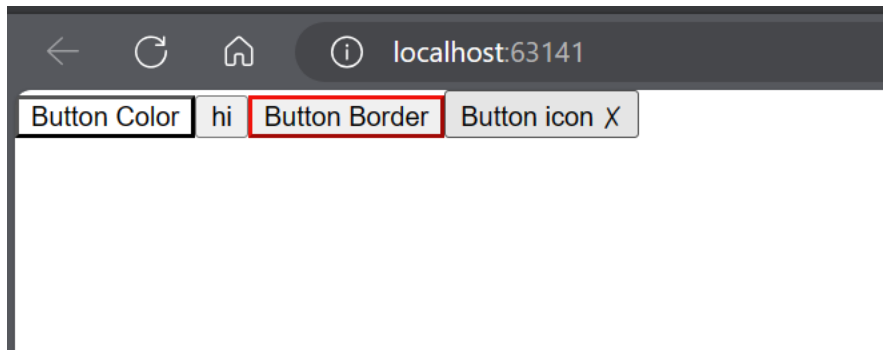 localhost:63141
Button Color hi Button Border Button icon ✗